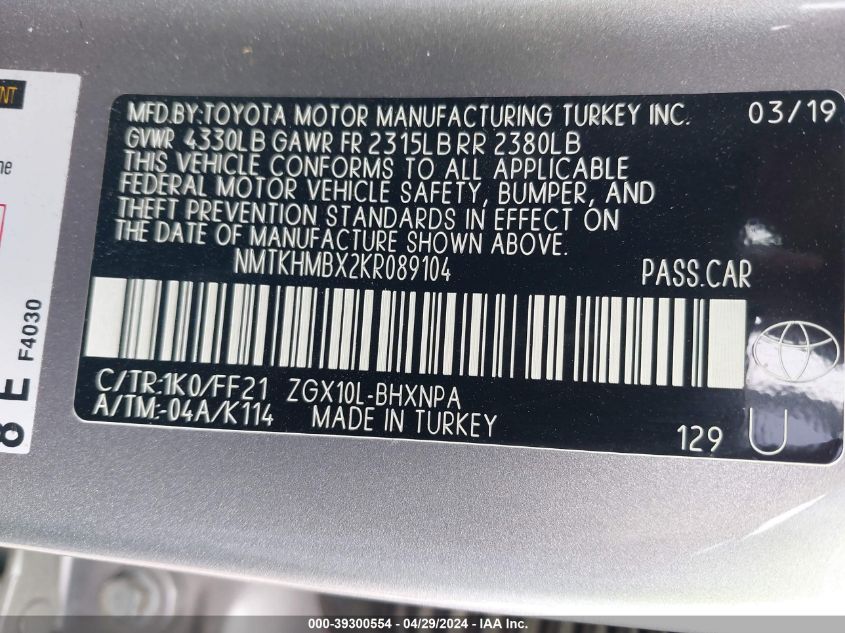 NT
ne
MFD.BY:TOYOTA MOTOR MANUFACTURING TURKEY INC. 03/19
GVWR 4330LB GAWR FR 2315LB RR 2380LB
THIS VEHICLE CONFORMS TO ALL APPLICABLE
FEDERAL MOTOR VEHICLE SAFETY, BUMPER, AND
THEFT PREVENTION STANDARDS IN EFFECT ON
THE DATE OF MANUFACTURE SHOWN ABOVE.
NMTKHMBX2KR089104 PASS.CAR
C/TR:1K0/FF21 ZGX10L-BHXNPA
A/TM:-04A/K114 MADE IN TURKEY
129 U
8 E F4030
000-39300554 - 04/29/2024 - IAA Inc.